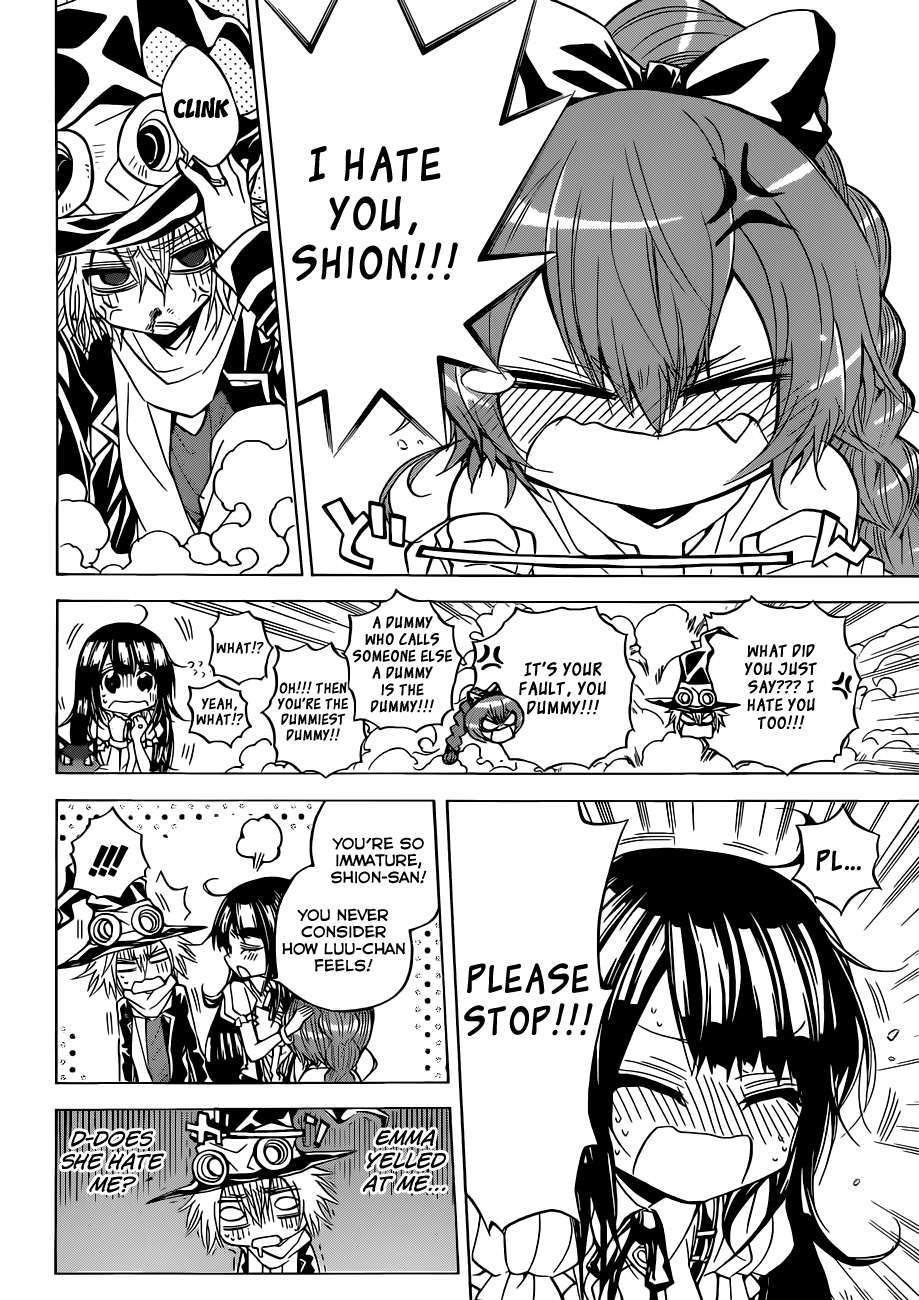 I HATE
YOU,
SHION!!!
ど
ん
CLINK
WHAT DID
YOU JUST
SAY??? I
HATE YOU
TOO!!!
IT'S YOUR
FAULT, YOU
DUMMY!!!
A DUMMY
WHO CALLS
SOMEONE ELSE
A DUMMY
IS THE
DUMMY!!!
OH!!! THEN
YOU'RE THE
DUMMIEST
DUMMY!!
WHAT!?
YEAH,
WHAT!?
PL...
PLEASE
STOP!!!
YOU'RE SO
IMMATURE,
SHION-SAN!
YOU NEVER
CONSIDER
HOW LUU-CHAN
FEELS!
!!!
EMMA
YELLED
AT ME...
D-DOES
SHE HATE
ME?